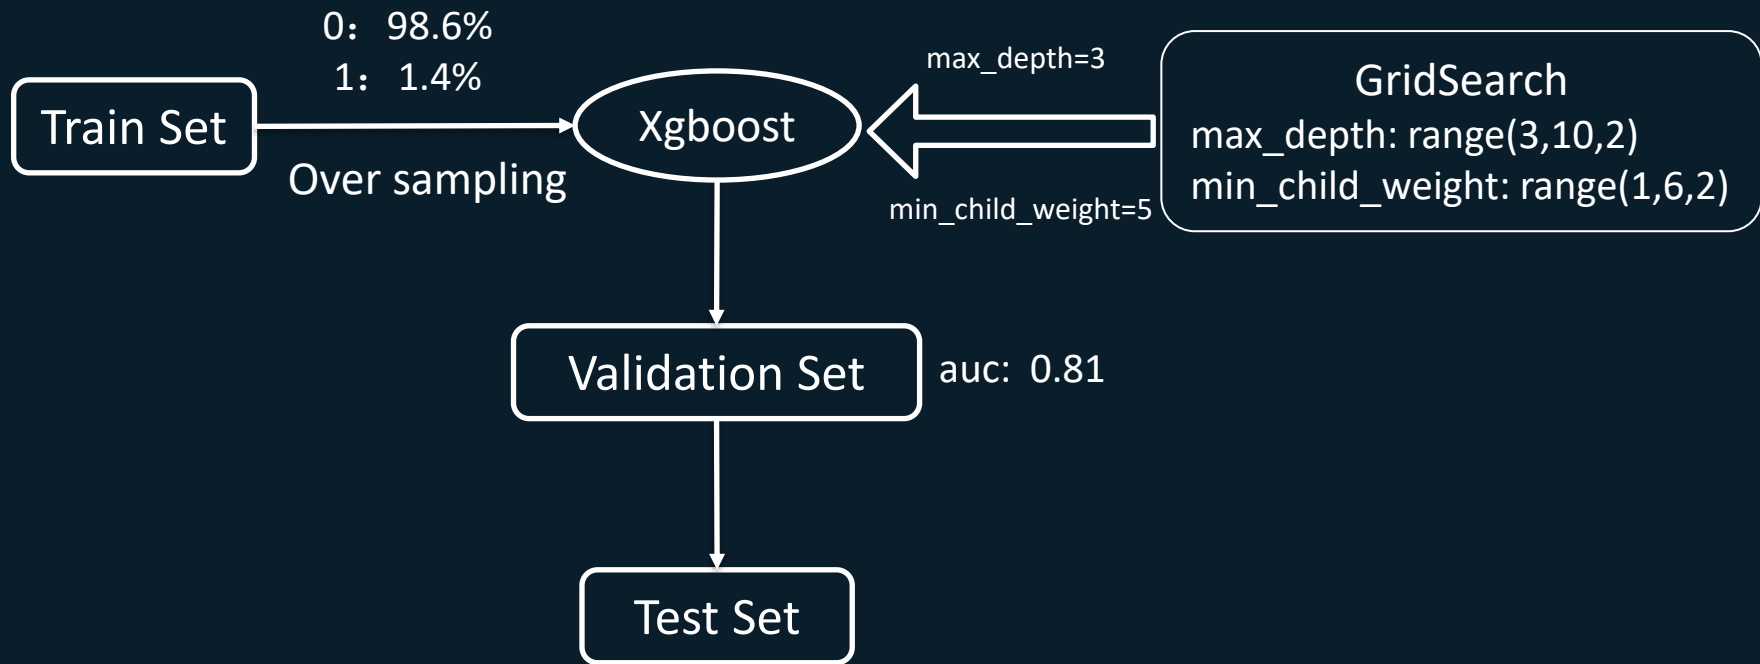 0： 98.6%
1： 1.4%
Train Set
Over sampling
Xgboost
max_depth=3
min_child_weight=5
GridSearch
max_depth: range(3,10,2)
min_child_weight: range(1,6,2)
Validation Set
auc: 0.81
Test Set